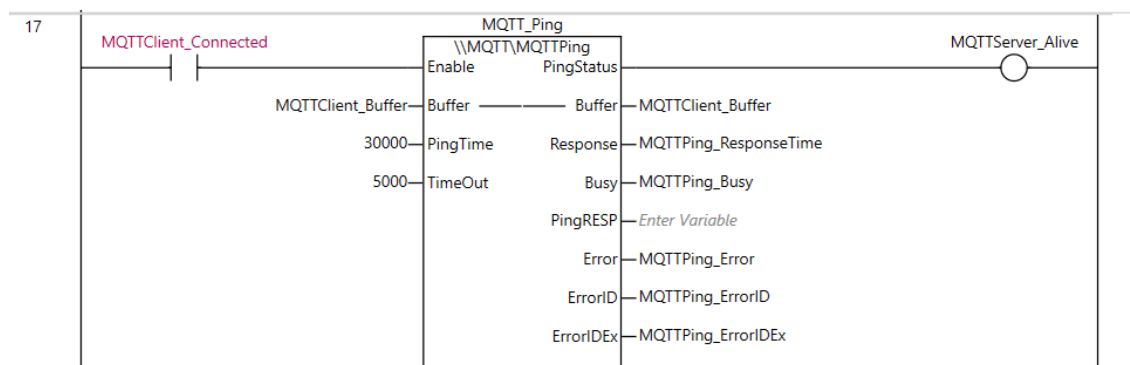 17
MQTT_Ping
MQTTClient_Connected \\MQTT\MQTTPing MQTTServer_Alive
Enable PingStatus
MQTTClient_Buffer Buffer Buffer MQTTClient_Buffer
30000 PingTime Response MQTTPing_ResponseTime
5000 TimeOut Busy MQTTPing_Busy
PingRESP Enter Variable
Error MQTTPing_Error
ErrorID MQTTPing_ErrorID
ErrorIDEx MQTTPing_ErrorIDEx